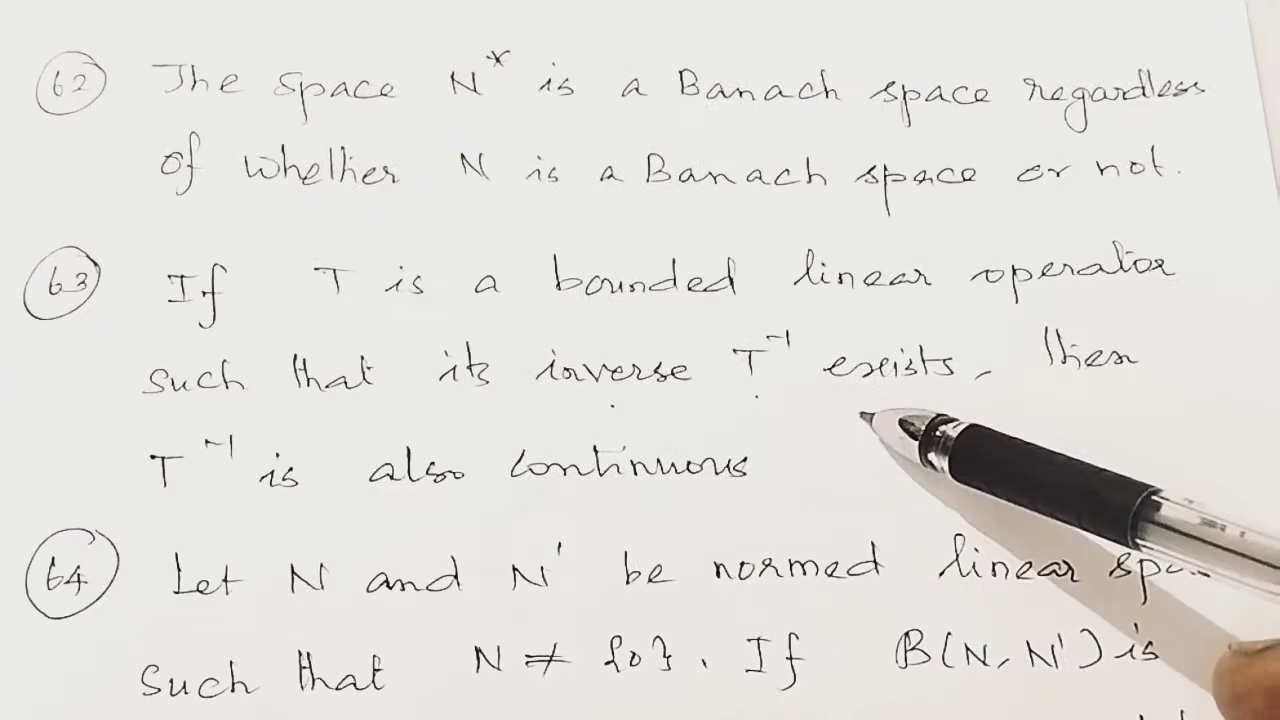 62 The space N* is a Banach space regardless
of whether N is a Banach space or not.
63 If T is a bounded linear operator
such that its inverse T⁻¹ exists, then
T⁻¹ is also continuous
64 Let N and N' be normed linear
such that N ≠ {0}. If B(N, N') is